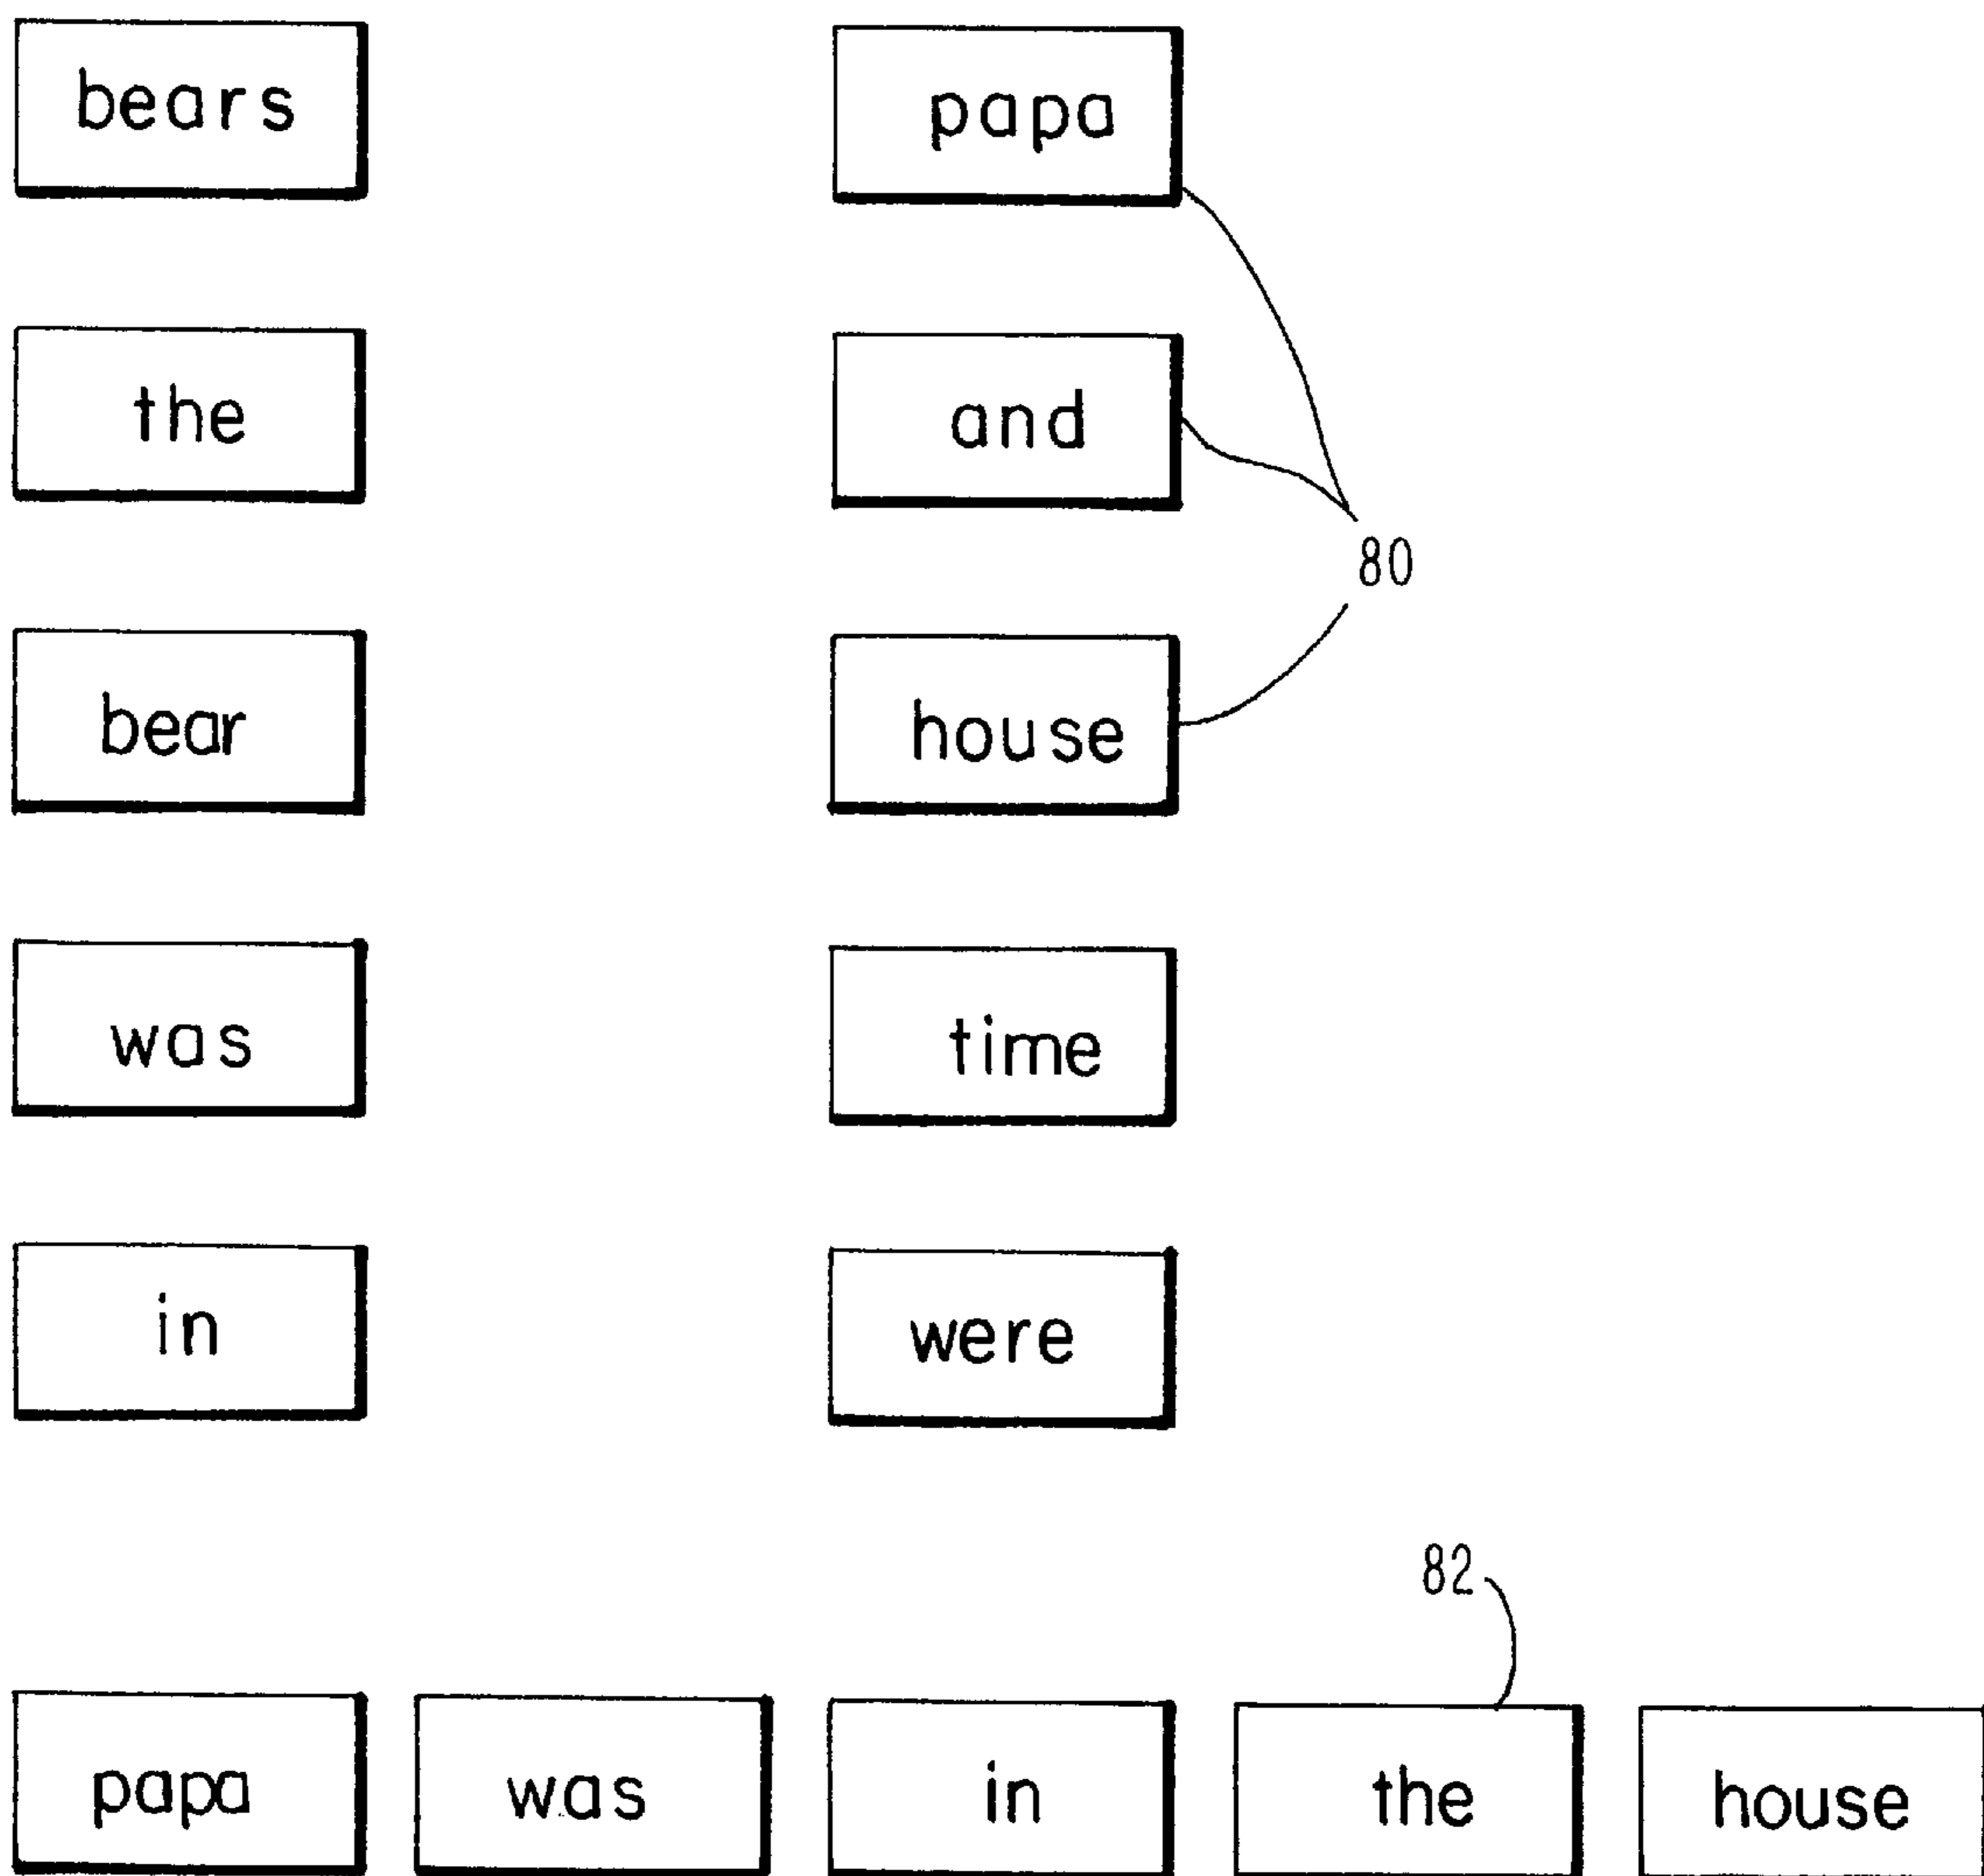 bears papa
the and
80
bear house
was time
in were
82
papa was in the house